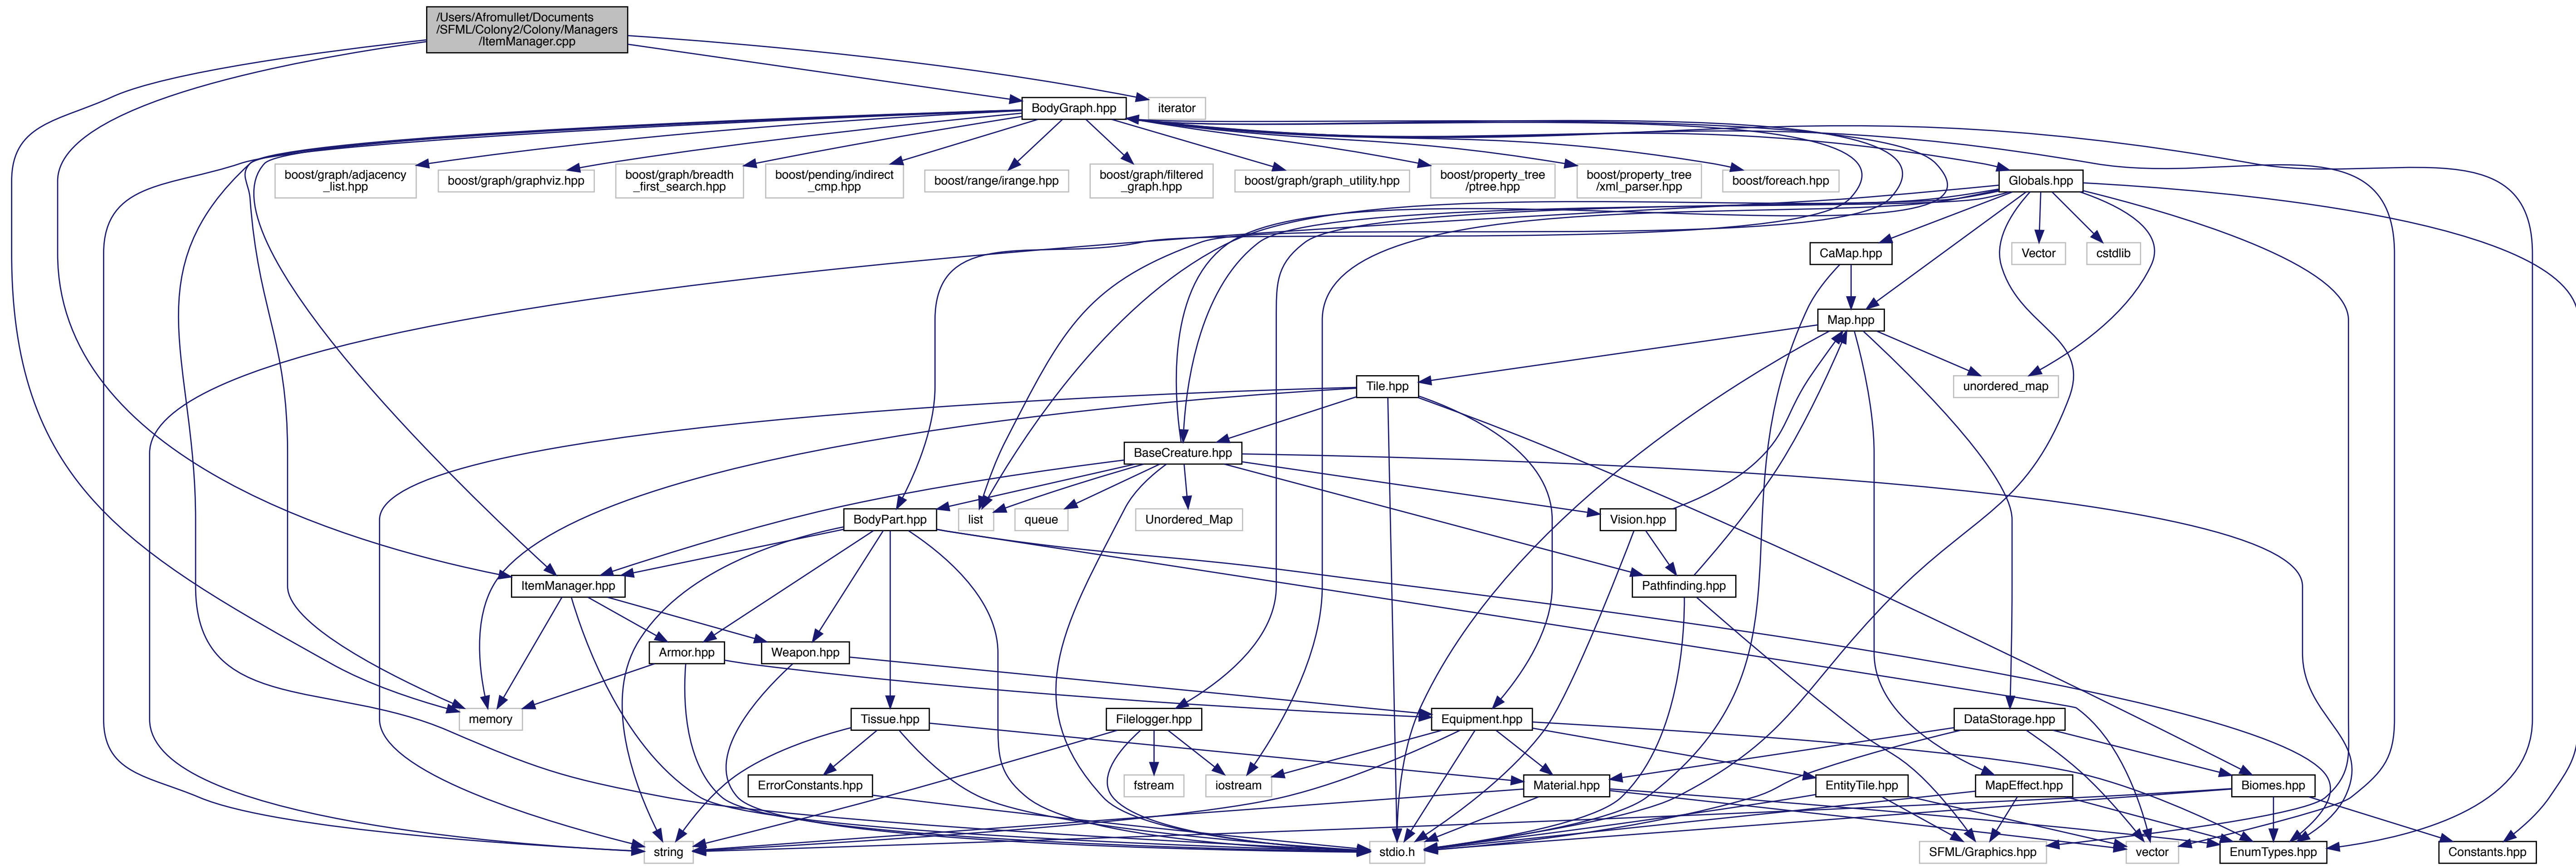 /Users/Afromullet/Documents
/SFML/Colony2/Colony/Managers
/ItemManager.cpp
BodyGraph.hpp
iterator
boost/graph/adjacency
_list.hpp
boost/graph/graphviz.hpp
boost/graph/breadth
_first_search.hpp
boost/pending/indirect
_cmp.hpp
boost/range/irange.hpp
boost/graph/filtered
_graph.hpp
boost/graph/graph_utility.hpp
boost/property_tree
/ptree.hpp
boost/property_tree
/xml_parser.hpp
boost/foreach.hpp
Globals.hpp
CaMap.hpp
Vector
cstdlib
Map.hpp
Tile.hpp
unordered_map
BaseCreature.hpp
BodyPart.hpp
list
queue
Unordered_Map
Vision.hpp
ItemManager.hpp
Pathfinding.hpp
Armor.hpp
Weapon.hpp
memory
Tissue.hpp
Filelogger.hpp
Equipment.hpp
DataStorage.hpp
ErrorConstants.hpp
fstream
iostream
Material.hpp
EntityTile.hpp
MapEffect.hpp
Biomes.hpp
string
stdio.h
SFML/Graphics.hpp
vector
EnumTypes.hpp
Constants.hpp